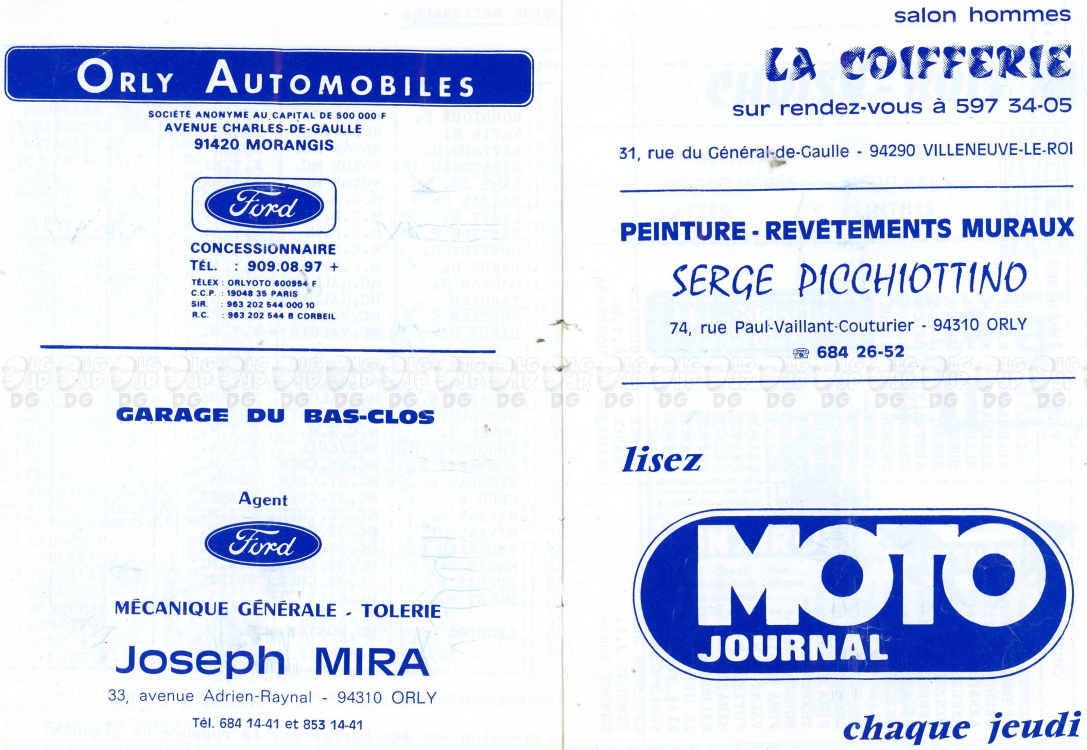 ORLY AUTOMOBILES
SOCIÉTÉ ANONYME AU CAPITAL DE 500 000 F
AVENUE CHARLES-DE-GAULLE
91420 MORANGIS
Ford
CONCESSIONNAIRE
TÉL. : 909.08.97 +
TÉLEX : ORLYOTO 600954 F
C.C.P. : 19048 35 PARIS
SIR. : 963 202 544 000 10
R.C. : 963 202 544 B CORBEIL
GARAGE DU BAS-CLOS
Agent
Ford
MÉCANIQUE GÉNÉRALE - TOLERIE
Joseph MIRA
33, avenue Adrien-Raynal - 94310 ORLY
Tél. 684 14-41 et 853 14-41
salon hommes
LA COIFFERIE
sur rendez-vous à 597 34-05
31, rue du Général-de-Gaulle - 94290 VILLENEUVE-LE-ROI
PEINTURE - REVÊTEMENTS MURAUX
SERGE PICCHIOTTINO
74, rue Paul-Vaillant-Couturier - 94310 ORLY
☏ 684 26-52
lisez
MOTO
JOURNAL
chaque jeudi